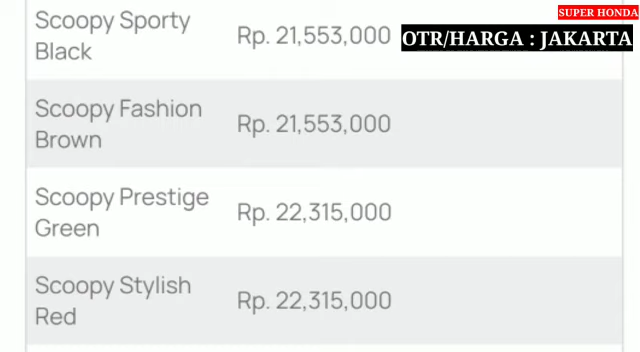 SUPER HONDA
OTR/HARGA : JAKARTA
Scoopy Sporty
Black
Rp. 21,553,000
Scoopy Fashion
Brown
Rp. 21,553,000
Scoopy Prestige
Green
Rp. 22,315,000
Scoopy Stylish
Red
Rp. 22,315,000